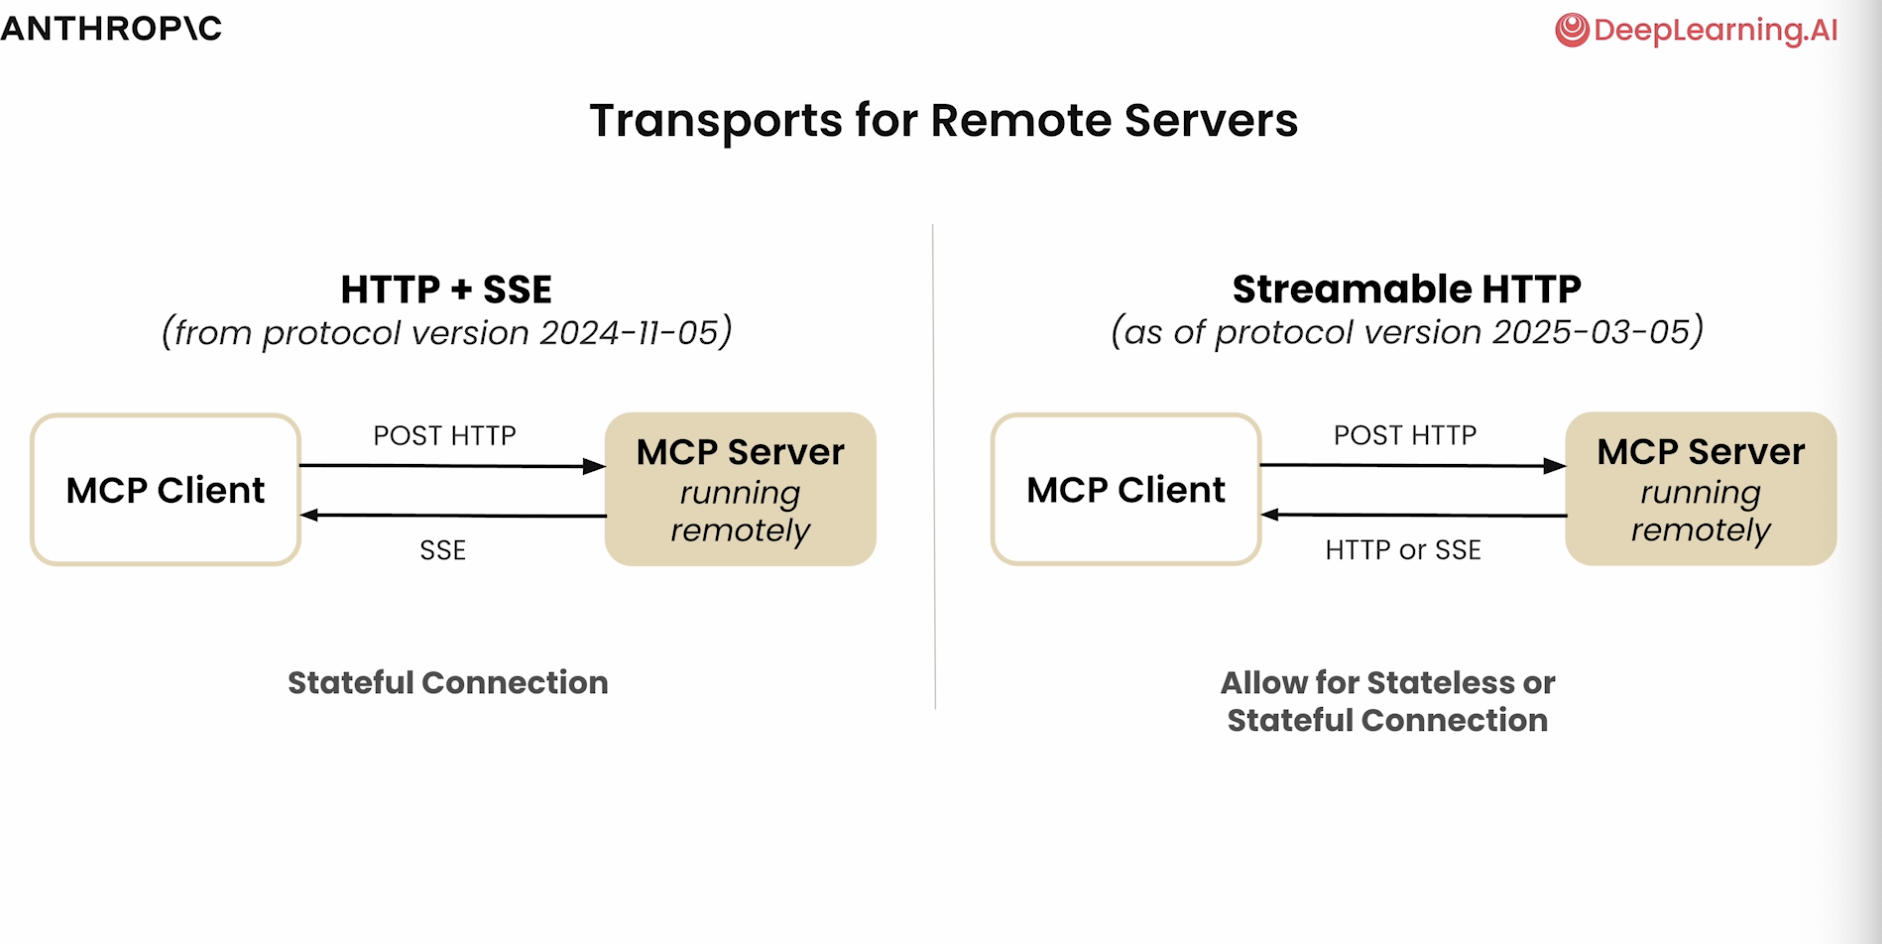 ANTHROP\C
DeepLearning.AI
Transports for Remote Servers
HTTP + SSE
(from protocol version 2024-11-05)
MCP Client
POST HTTP
SSE
MCP Server
running
remotely
Stateful Connection
Streamable HTTP
(as of protocol version 2025-03-05)
MCP Client
POST HTTP
HTTP or SSE
MCP Server
running
remotely
Allow for Stateless or
Stateful Connection